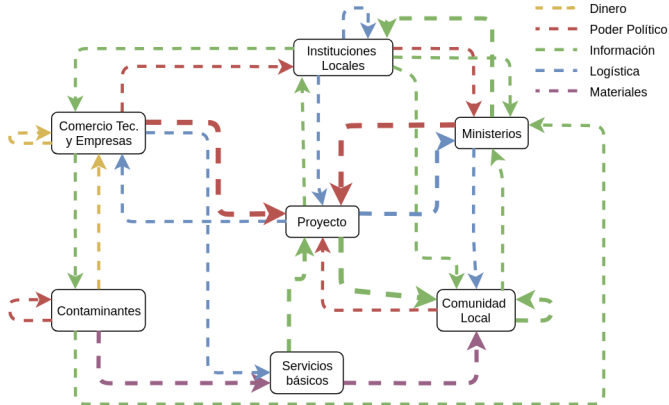 Dinero
Poder Político
Información
Logística
Materiales
Instituciones
Locales
Comercio Tec.
y Empresas
Ministerios
Proyecto
Contaminantes
Comunidad
Local
Servicios
básicos